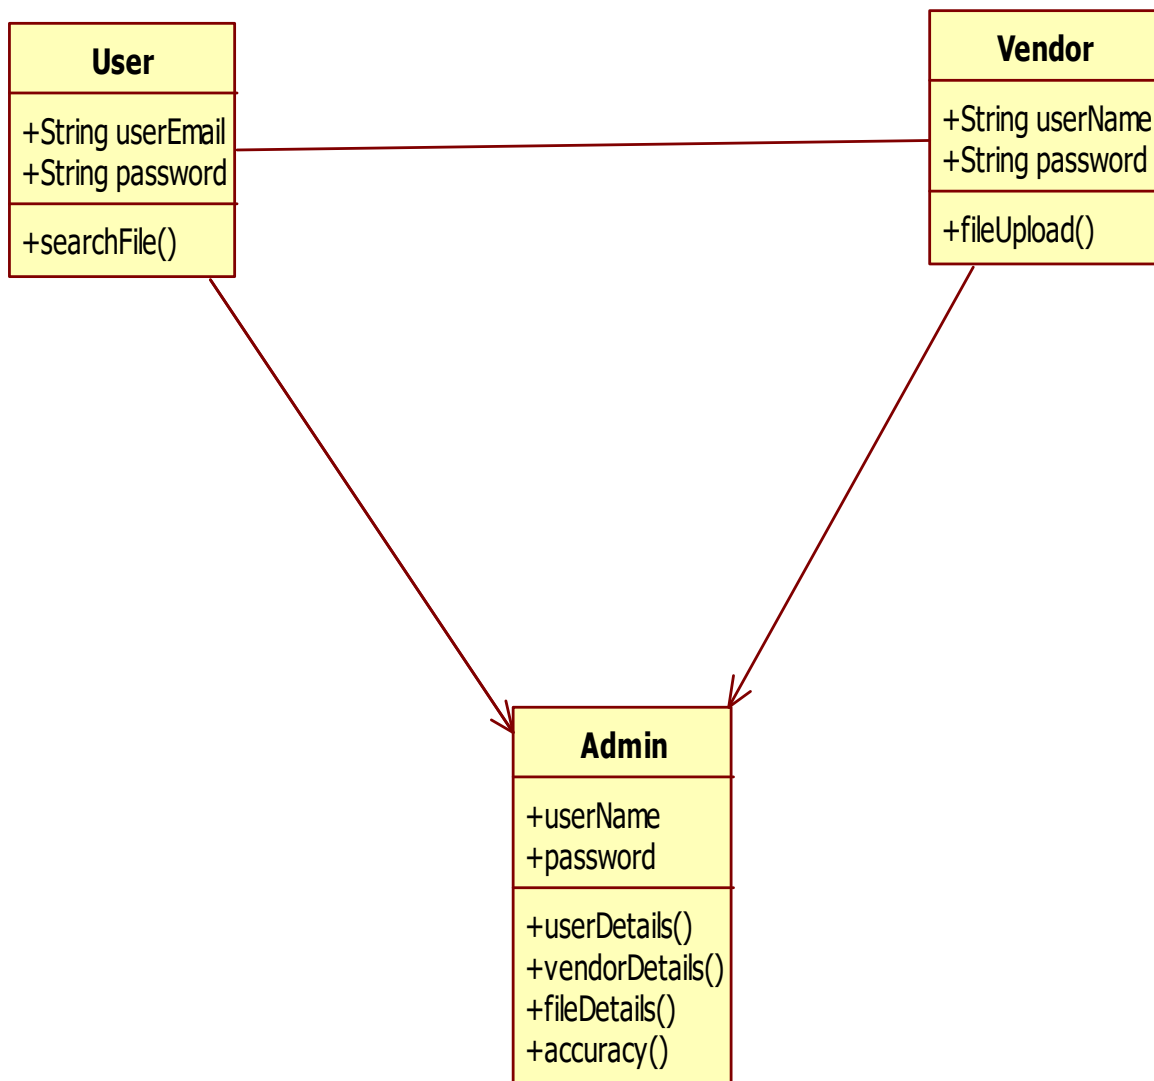 User
+String userEmail
+String password
+searchFile()
Vendor
+String userName
+String password
+fileUpload()
Admin
+userName
+password
+userDetails()
+vendorDetails()
+fileDetails()
+accuracy()